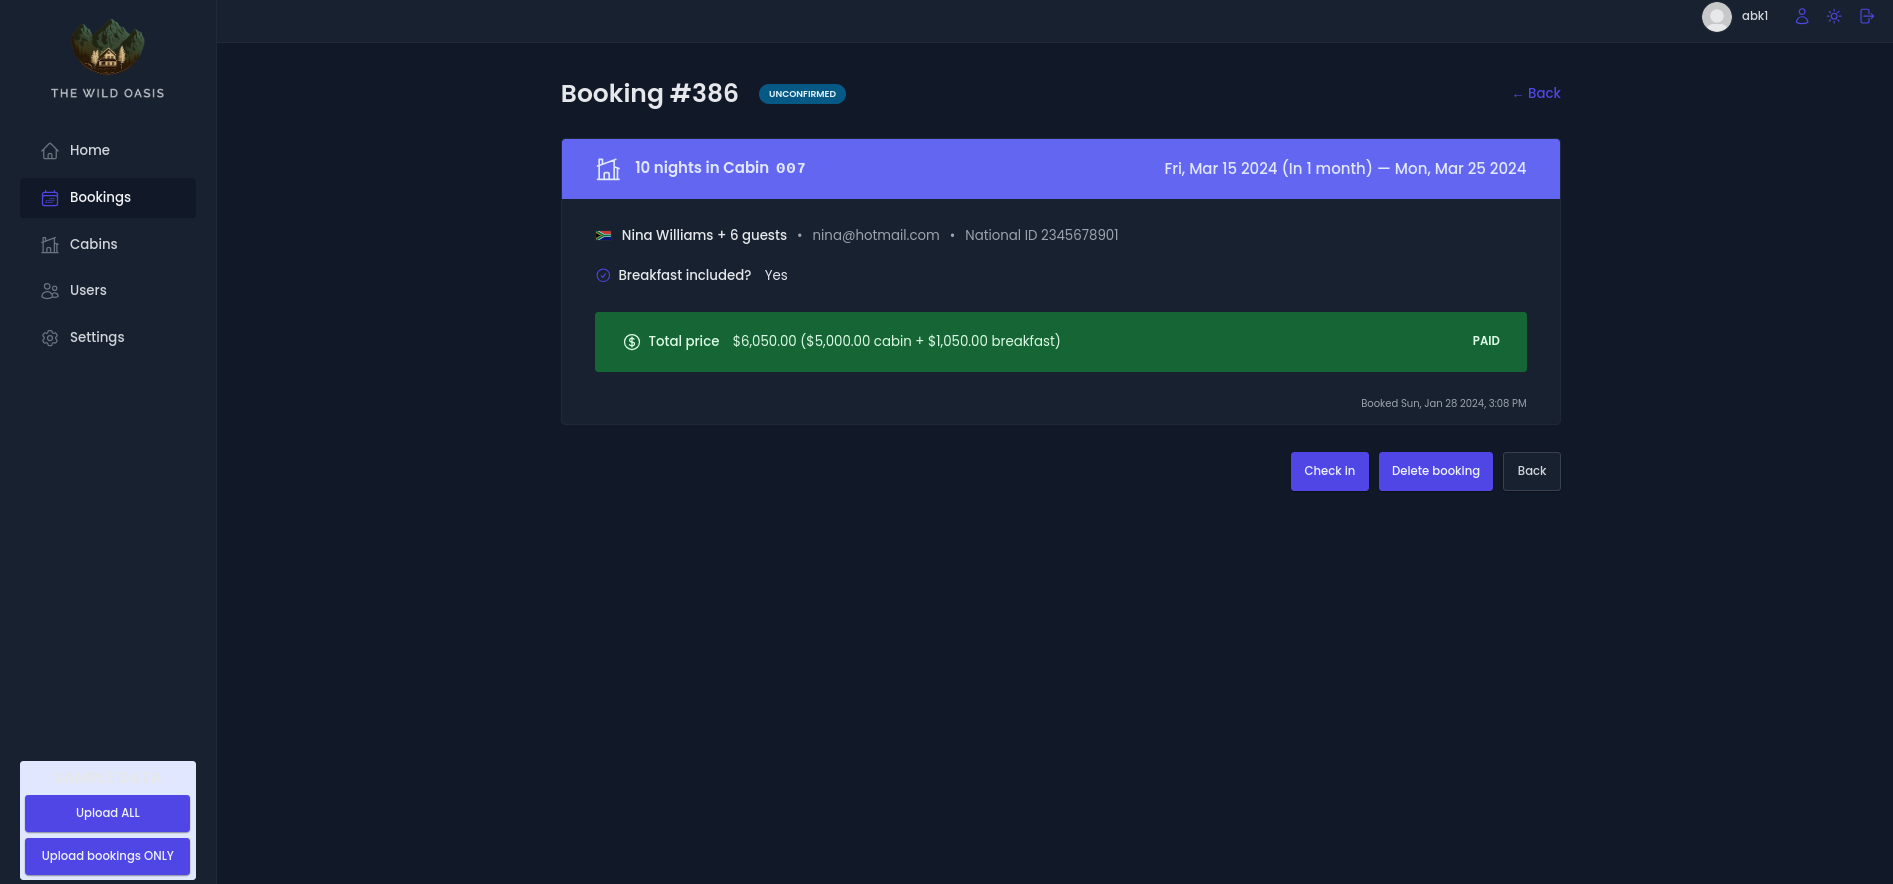 THE WILD OASIS
Home
Bookings
Cabins
Users
Settings
Upload ALL
Upload bookings ONLY
abk1
Booking #386 UNCONFIRMED
← Back
10 nights in Cabin 007
Fri, Mar 15 2024 (In 1 month) — Mon, Mar 25 2024
Nina Williams + 6 guests • nina@hotmail.com • National ID 2345678901
Breakfast included? Yes
Total price $6,050.00 ($5,000.00 cabin + $1,050.00 breakfast)
PAID
Booked Sun, Jan 28 2024, 3:08 PM
Check in
Delete booking
Back